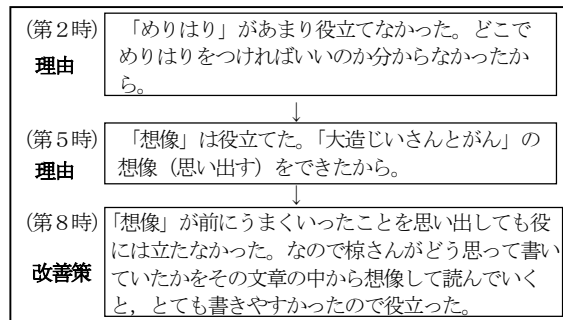 (第2時)
理由
「めりはり」があまり役立てなかった。どこで
めりはりをつければいいのか分からなかったか
ら。
↓
(第5時)
理由
「想像」は役立てた。「大造じいさんとがん」の
想像（思い出す）をできたから。
↓
(第8時)
改善策
「想像」が前にうまくいったことを思い出しても役
には立たなかった。なので椋さんがどう思って書い
ていたかをその文章の中から想像して読んでいく
と，とても書きやすかったので役立った。